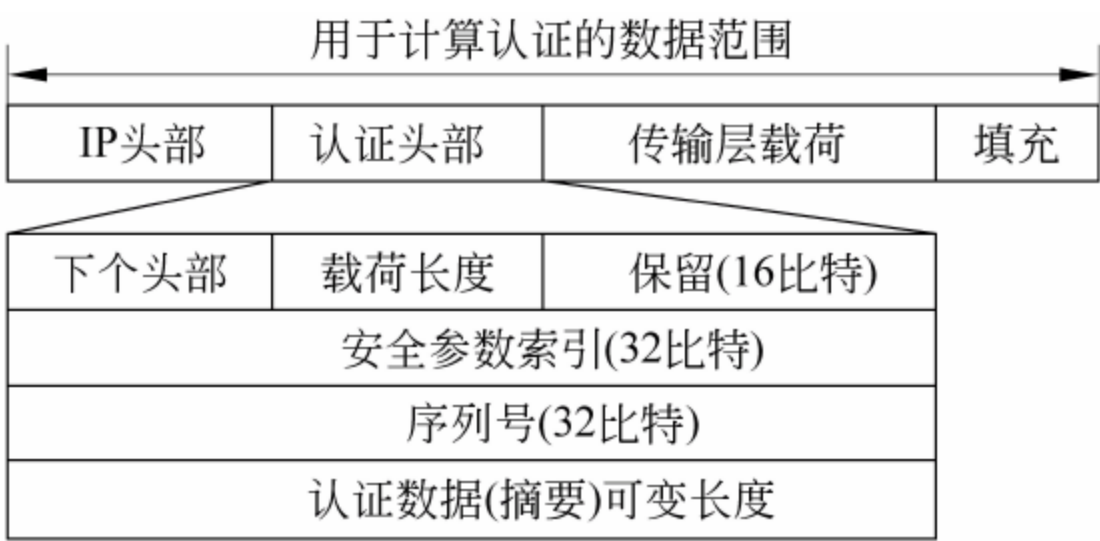 用于计算认证的数据范围
IP头部 认证头部 传输层载荷 填充
下个头部 载荷长度 保留(16比特)
安全参数索引(32比特)
序列号(32比特)
认证数据(摘要)可变长度